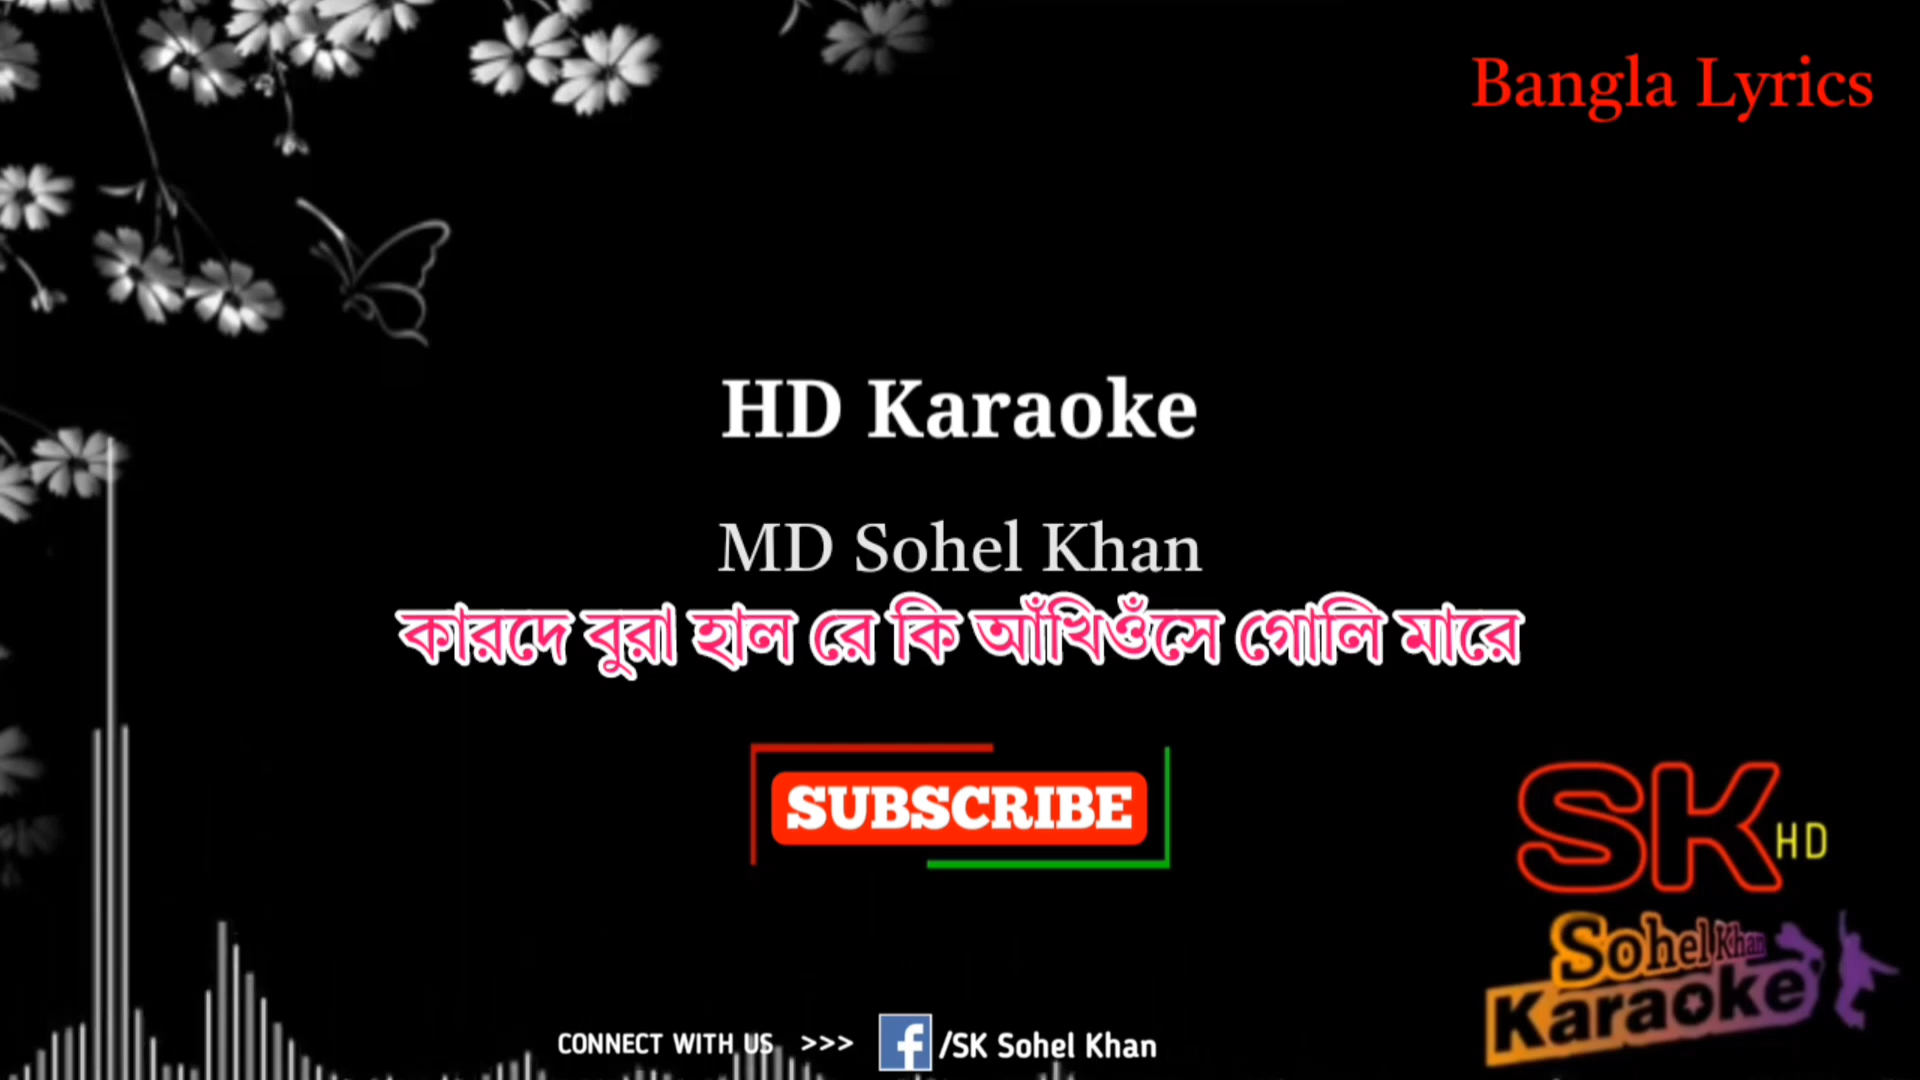 Bangla Lyrics
HD Karaoke
MD Sohel Khan
কারদে বুরা হাল রে কি আঁখিওঁসে গোলি মারে
SUBSCRIBE
SK HD
Sohel Khan
Karaoke
CONNECT WITH US >>> f /SK Sohel Khan